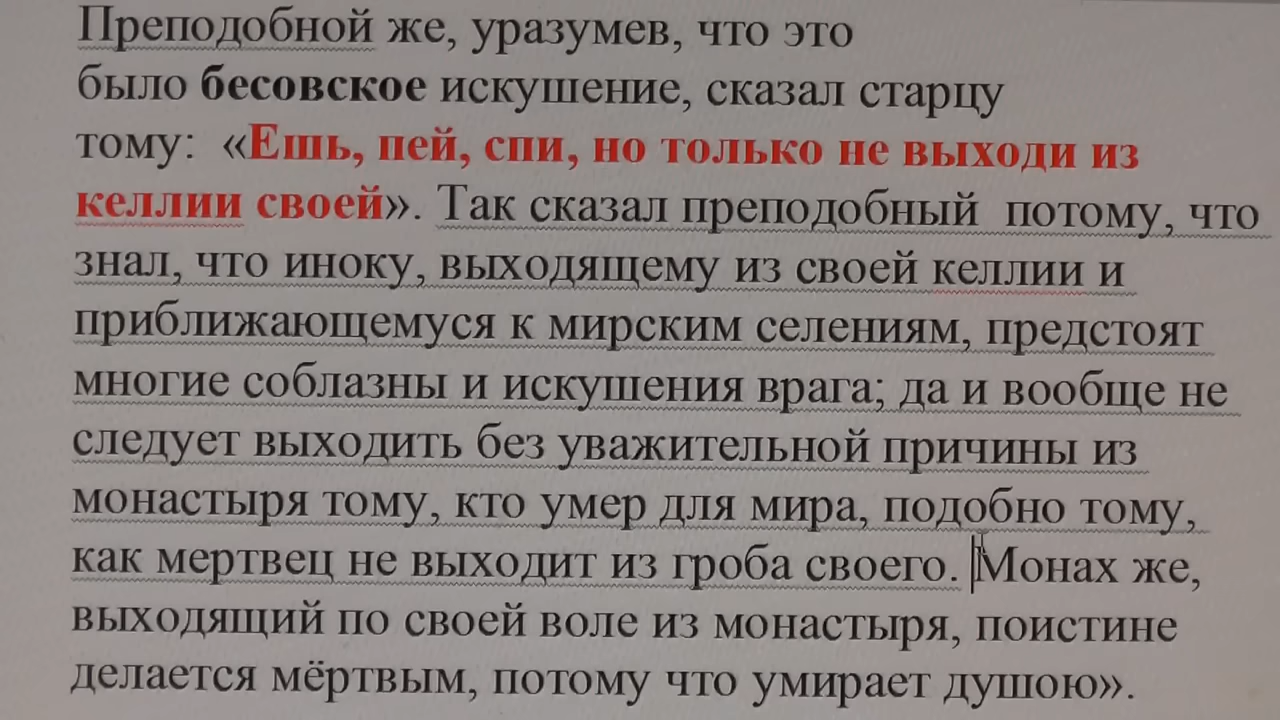 Преподобной же, уразумев, что это
было бесовское искушение, сказал старцу
тому: «Ешь, пей, спи, но только не выходи из
келлии своей». Так сказал преподобный потому, что
знал, что иноку, выходящему из своей келлии и
приближающемуся к мирским селениям, предстоят
многие соблазны и искушения врага; да и вообще не
следует выходить без уважительной причины из
монастыря тому, кто умер для мира, подобно тому,
как мертвец не выходит из гроба своего. Монах же,
выходящий по своей воле из монастыря, поистине
делается мёртвым, потому что умирает душою».